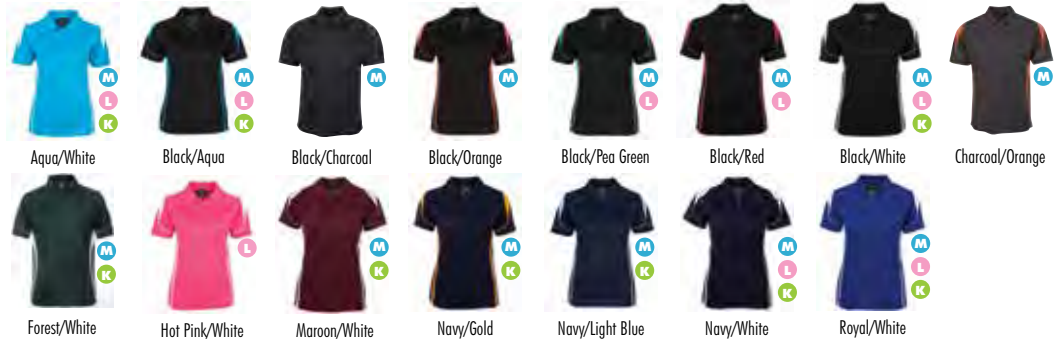 M
L
K
M
L
K
M
M
M
L
M
L
M
L
K
M
Aqua/White
Black/Aqua
Black/Charcoal
Black/Orange
Black/Pea Green
Black/Red
Black/White
Charcoal/Orange
M
K
L
M
K
M
K
M
K
M
L
K
M
L
K
Forest/White
Hot Pink/White
Maroon/White
Navy/Gold
Navy/Light Blue
Navy/White
Royal/White